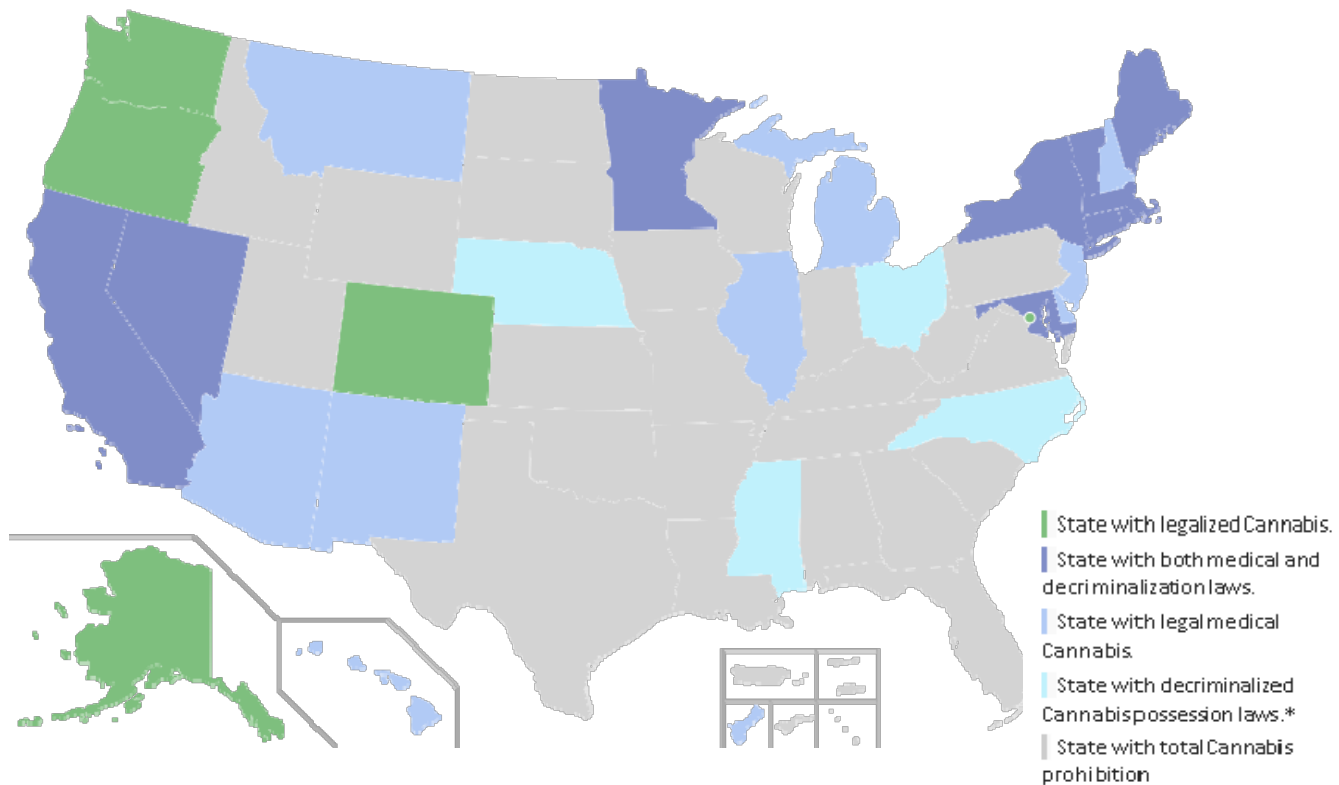 State with legalized Cannabis.
State with both medical and
decriminalization laws.
State with legal medical
Cannabis.
State with decriminalized
Cannabis possession laws.*
State with total Cannabis
prohibition